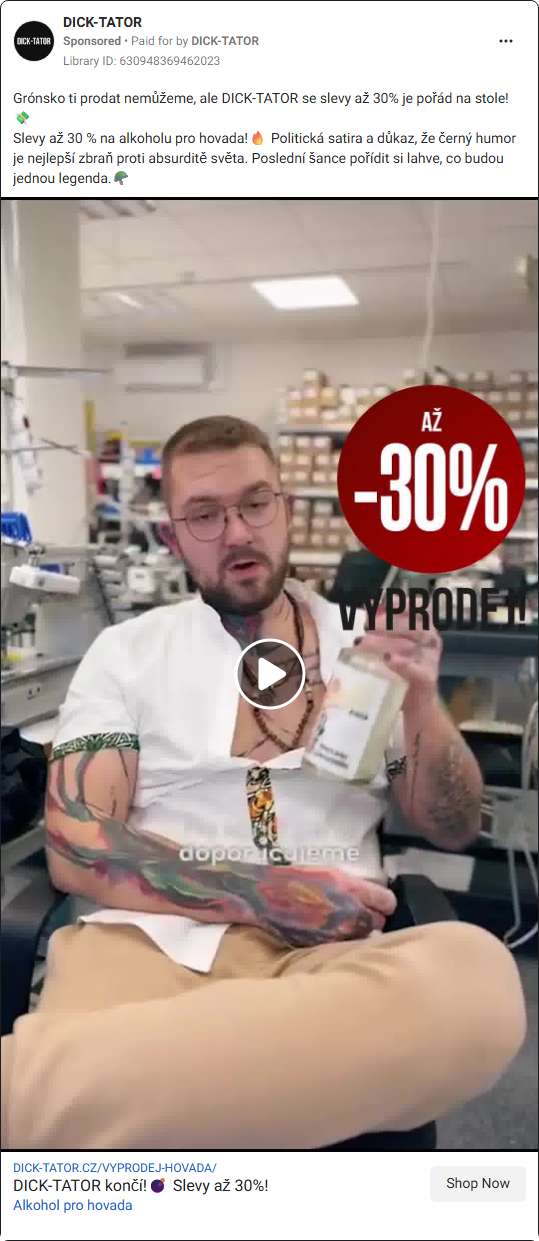 DICK-TATOR
DICK-TATOR
Sponsored • Paid for by DICK-TATOR
Library ID: 630948369462023
Grónsko ti prodat nemůžeme, ale DICK-TATOR se slevy až 30% je pořád na stole!
💸
Slevy až 30 % na alkoholu pro hovada!🔥 Politická satira a důkaz, že černý humor
je nejlepší zbraň proti absurditě světa. Poslední šance pořídit si lahve, co budou
jednou legenda.🪖
AŽ
-30%
VÝPRODEJ!
doporučujeme
DICK-TATOR.CZ/VYPRODEJ-HOVADA/
DICK-TATOR končí!💣 Slevy až 30%!
Alkohol pro hovada
Shop Now